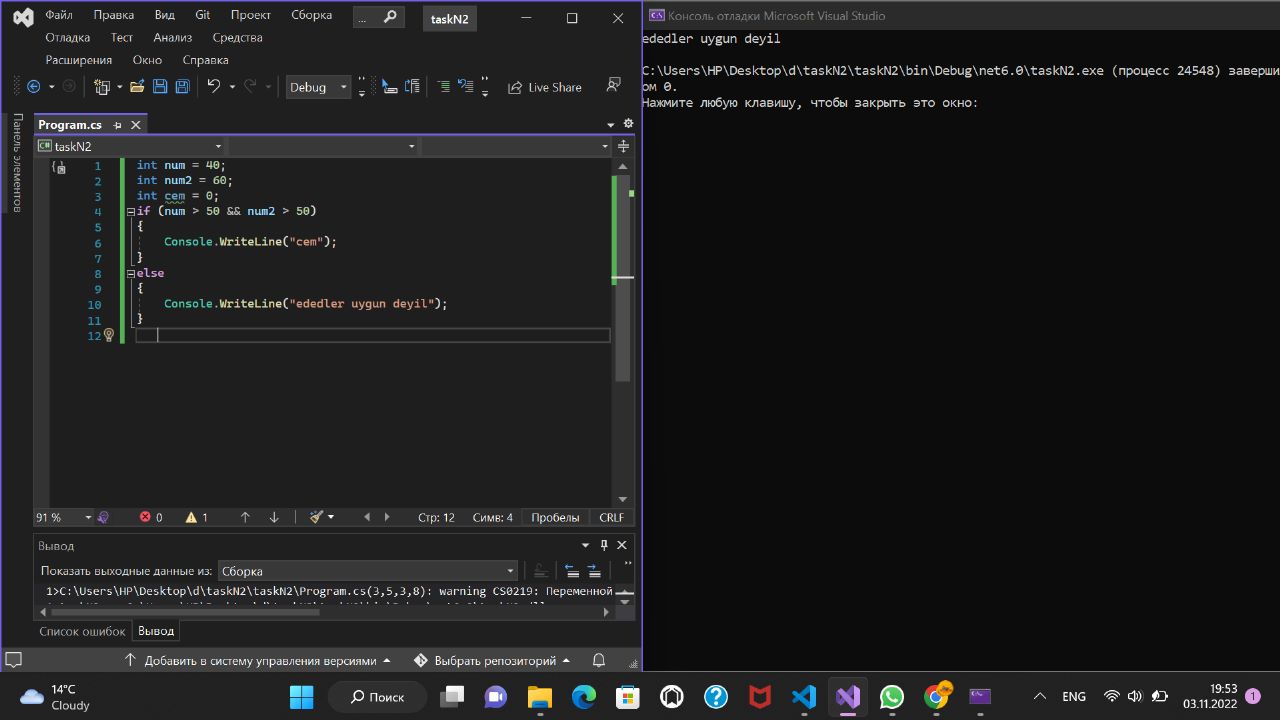 Файл Правка Вид Git Проект Сборка ... taskN2
Отладка Тест Анализ Средства
Расширения Окно Справка
Debug Live Share
Панель элементов
Program.cs
taskN2
1 int num = 40;
2 int num2 = 60;
3 int cem = 0;
4 if (num > 50 && num2 > 50)
5 {
6 Console.WriteLine("cem");
7 }
8 else
9 {
10 Console.WriteLine("ededler uygun deyil");
11 }
12
91 % 0 1 Стр: 12 Симв: 4 Пробелы CRLF
Вывод
Показать выходные данные из: Сборка
1>C:\Users\HP\Desktop\d\taskN2\taskN2\Program.cs(3,5,3,8): warning CS0219: Переменной
Список ошибок Вывод
Добавить в систему управления версиями Выбрать репозиторий
Консоль отладки Microsoft Visual Studio
ededler uygun deyil
C:\Users\HP\Desktop\d\taskN2\taskN2\bin\Debug\net6.0\taskN2.exe (процесс 24548) заверши
ом 0.
Нажмите любую клавишу, чтобы закрыть это окно:
14°C
Cloudy
Поиск
ENG
19:53
03.11.2022
1